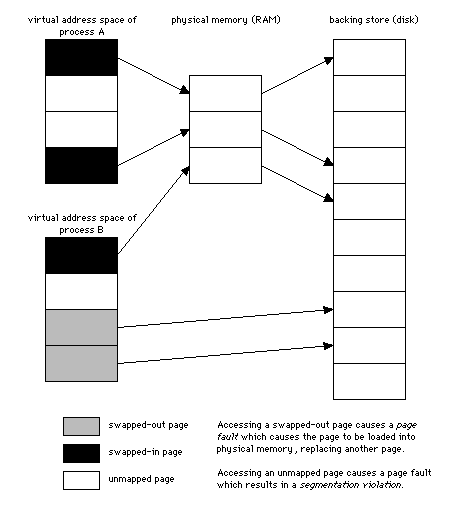 virtual address space of
process A
physical memory (RAM)
backing store (disk)
virtual address space of
process B
swapped-out page
swapped-in page
unmapped page
Accessing a swapped-out page causes a page
fault which causes the page to be loaded into
physical memory, replacing another page.
Accessing an unmapped page causes a page fault
which results in a segmentation violation.